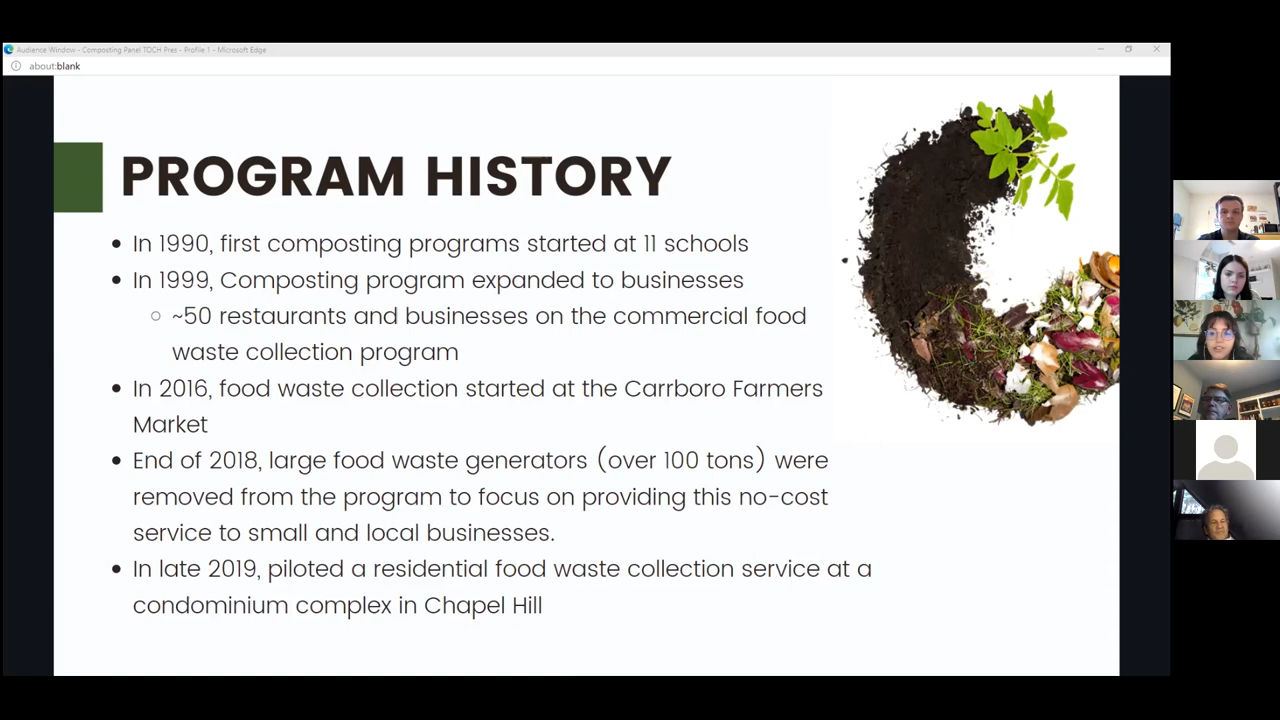 Audience Window - Composting Panel TOCH Pres - Profile 1 - Microsoft Edge
about:blank
PROGRAM HISTORY
• In 1990, first composting programs started at 11 schools
• In 1999, Composting program expanded to businesses
○ ~50 restaurants and businesses on the commercial food
waste collection program
• In 2016, food waste collection started at the Carrboro Farmers
Market
• End of 2018, large food waste generators (over 100 tons) were
removed from the program to focus on providing this no-cost
service to small and local businesses.
• In late 2019, piloted a residential food waste collection service at a
condominium complex in Chapel Hill